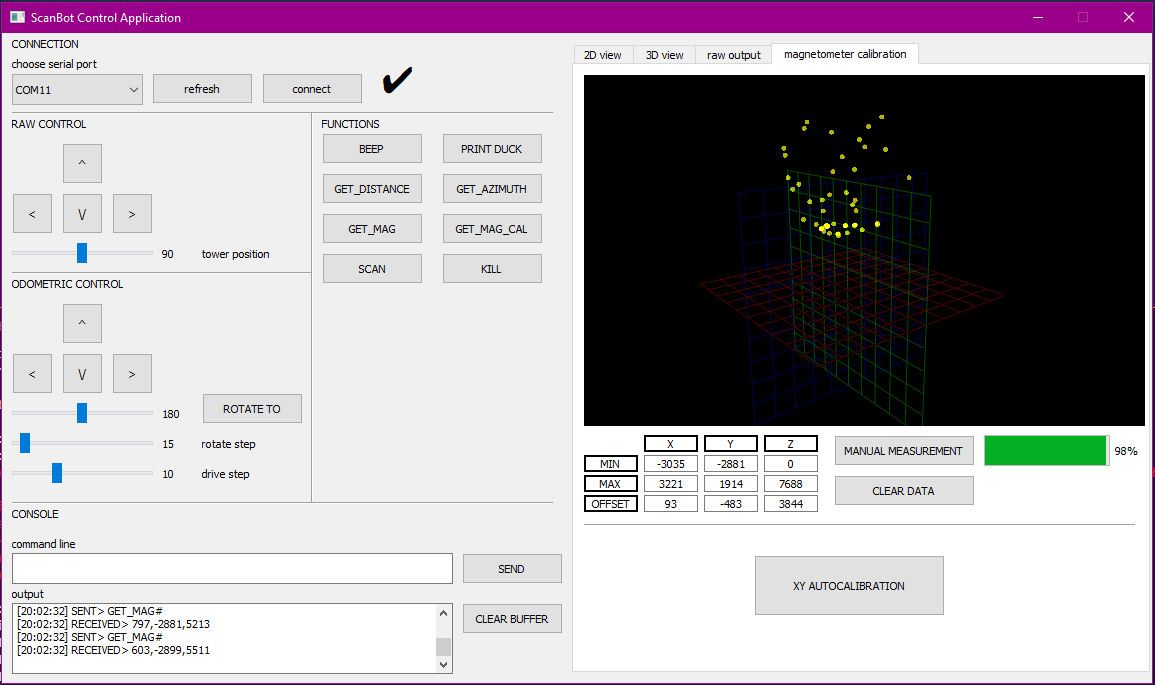 ScanBot Control Application
CONNECTION
choose serial port
COM11
refresh
connect
RAW CONTROL
^
<
\/
>
90
tower position
ODOMETRIC CONTROL
^
<
\/
>
180
ROTATE TO
15
rotate step
10
drive step
FUNCTIONS
BEEP
PRINT DUCK
GET_DISTANCE
GET_AZIMUTH
GET_MAG
GET_MAG_CAL
SCAN
KILL
CONSOLE
command line
SEND
output
[20:02:32] SENT> GET_MAG#
[20:02:32] RECEIVED> 797,-2881,5213
[20:02:32] SENT> GET_MAG#
[20:02:32] RECEIVED> 603,-2899,5511
CLEAR BUFFER
2D view 3D view raw output magnetometer calibration
X Y Z
MIN -3035 -2881 0
MAX 3221 1914 7688
OFFSET 93 -483 3844
MANUAL MEASUREMENT
98%
CLEAR DATA
XY AUTOCALIBRATION